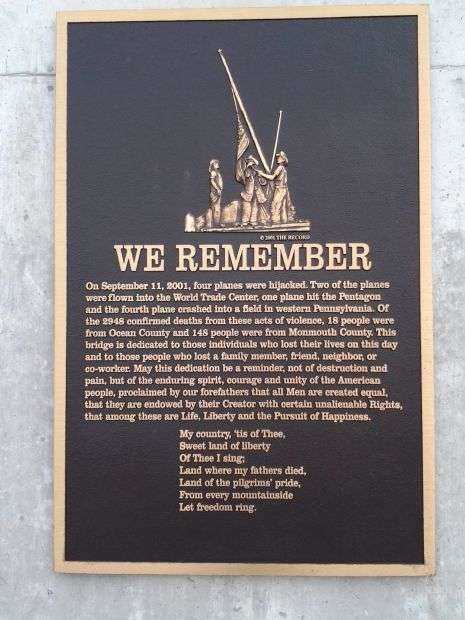 © 2001 THE RECORD
WE REMEMBER
On September 11, 2001, four planes were hijacked. Two of the planes
were flown into the World Trade Center, one plane hit the Pentagon
and the fourth plane crashed into a field in western Pennsylvania. Of
the 2948 confirmed deaths from these acts of violence, 18 people were
from Ocean County and 148 people were from Monmouth County. This
bridge is dedicated to those individuals who lost their lives on this day
and to those people who lost a family member, friend, neighbor, or
co-worker. May this dedication be a reminder, not of destruction and
pain, but of the enduring spirit, courage and unity of the American
people, proclaimed by our forefathers that all Men are created equal,
that they are endowed by their Creator with certain unalienable Rights,
that among these are Life, Liberty and the Pursuit of Happiness.
My country, 'tis of Thee,
Sweet land of liberty
Of Thee I sing;
Land where my fathers died,
Land of the pilgrims' pride,
From every mountainside
Let freedom ring.